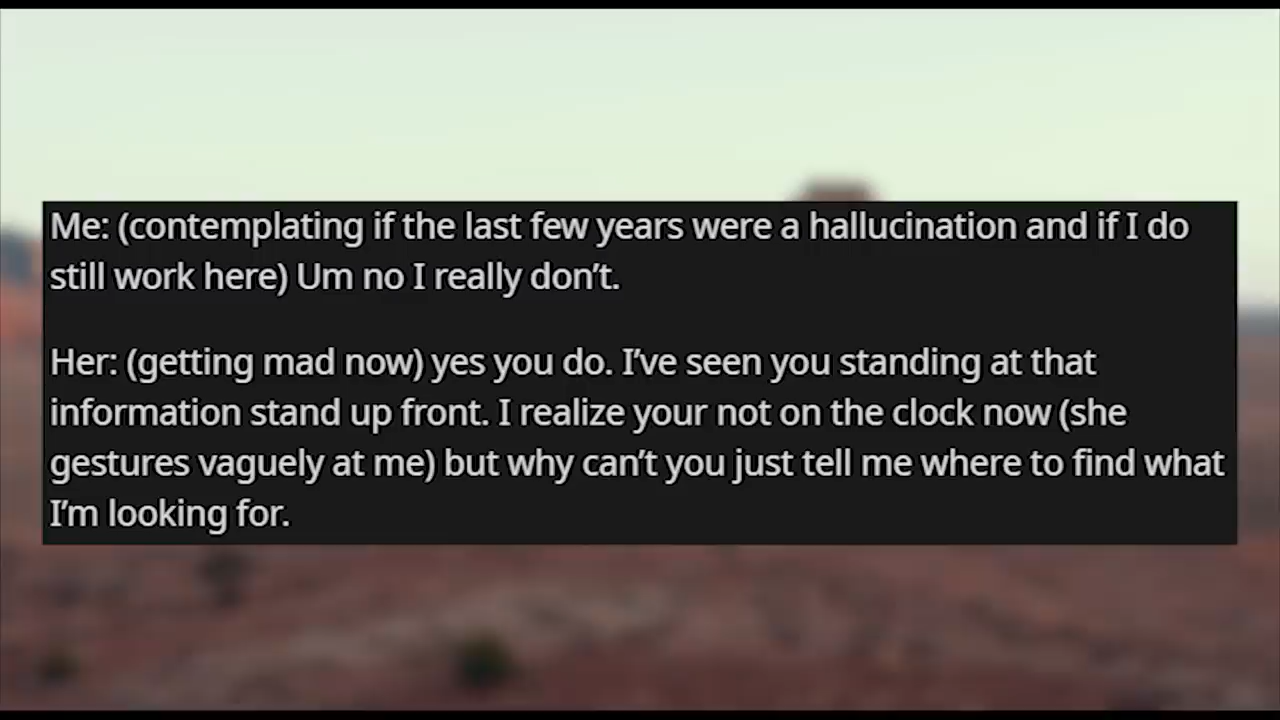 Me: (contemplating if the last few years were a hallucination and if I do
still work here) Um no I really don’t.
Her: (getting mad now) yes you do. I’ve seen you standing at that
information stand up front. I realize your not on the clock now (she
gestures vaguely at me) but why can’t you just tell me where to find what
I’m looking for.